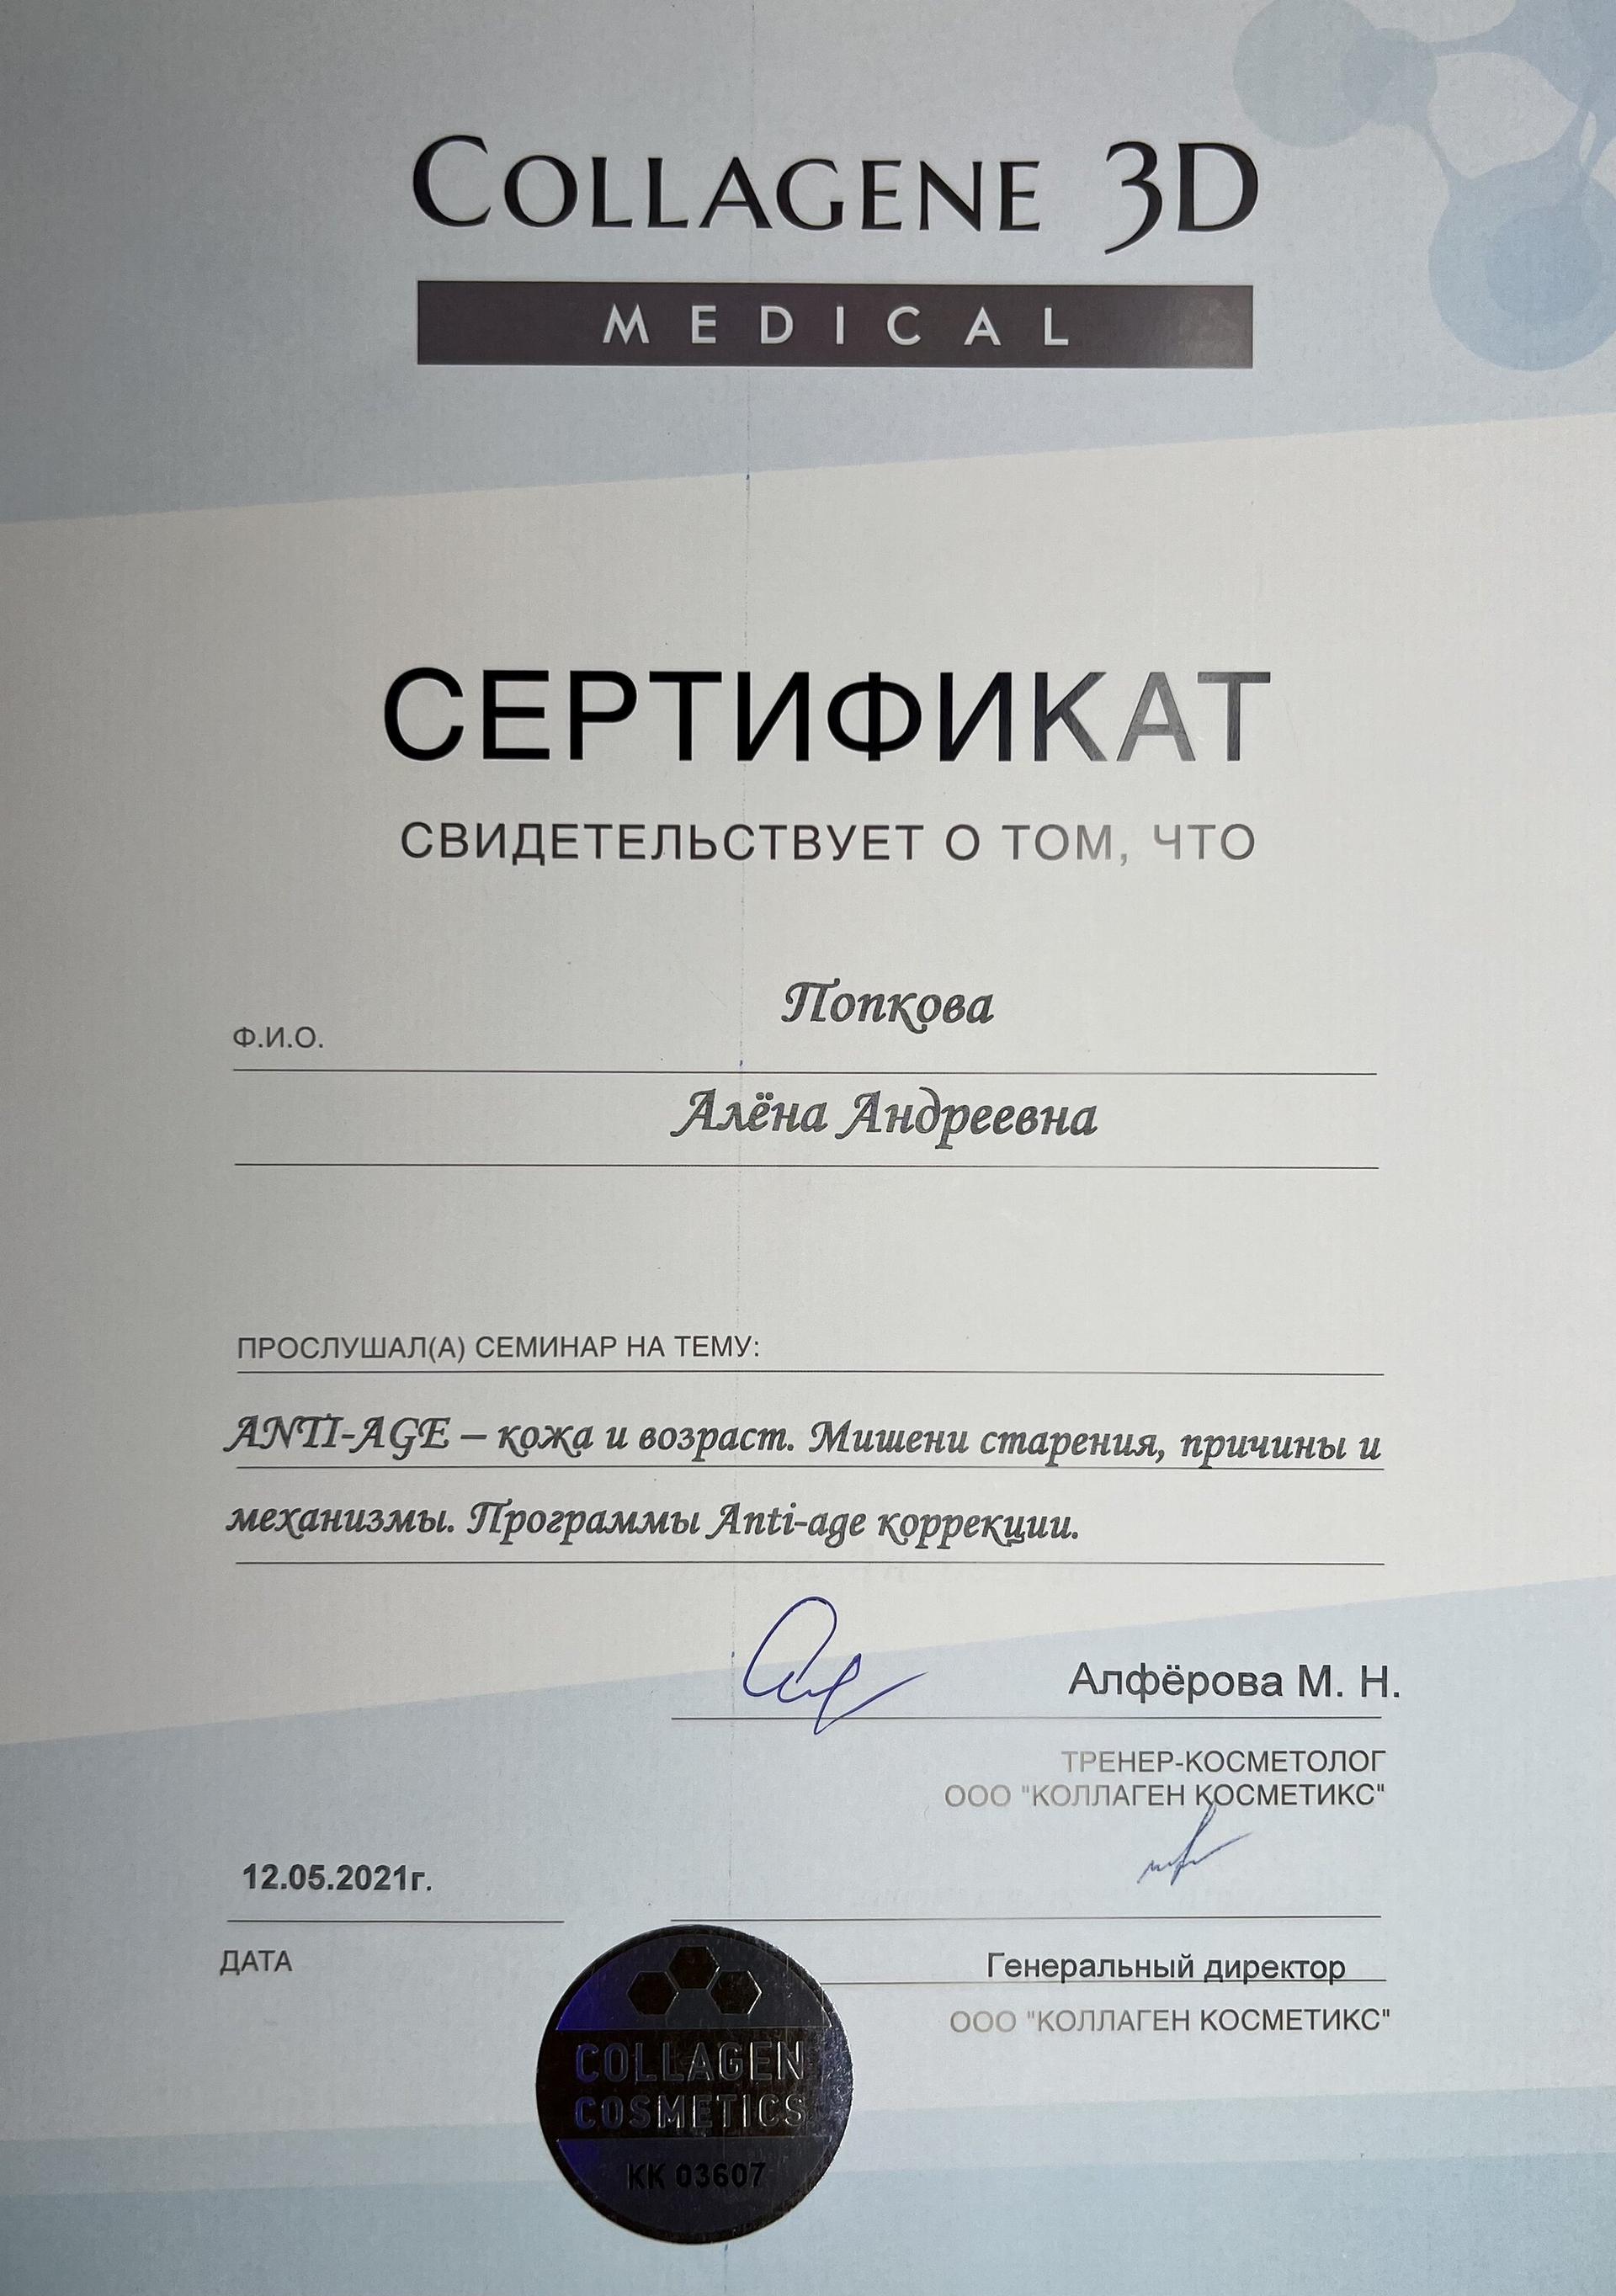 COLLAGENE 3D
MEDICAL
СЕРТИФИКАТ
СВИДЕТЕЛЬСТВУЕТ О ТОМ, ЧТО
Попкова
Ф.И.О.
Алёна Андреевна
ПРОСЛУШАЛ(А) СЕМИНАР НА ТЕМУ:
ANTI-AGE – кожа и возраст. Мишени старения, причины и
механизмы. Программы Anti-age коррекции.
Алфёрова М. Н.
ТРЕНЕР-КОСМЕТОЛОГ
ООО "КОЛЛАГЕН КОСМЕТИКС"
12.05.2021г.
ДАТА
Генеральный директор
ООО "КОЛЛАГЕН КОСМЕТИКС"
COLLAGEN
COSMETICS
КК 03607